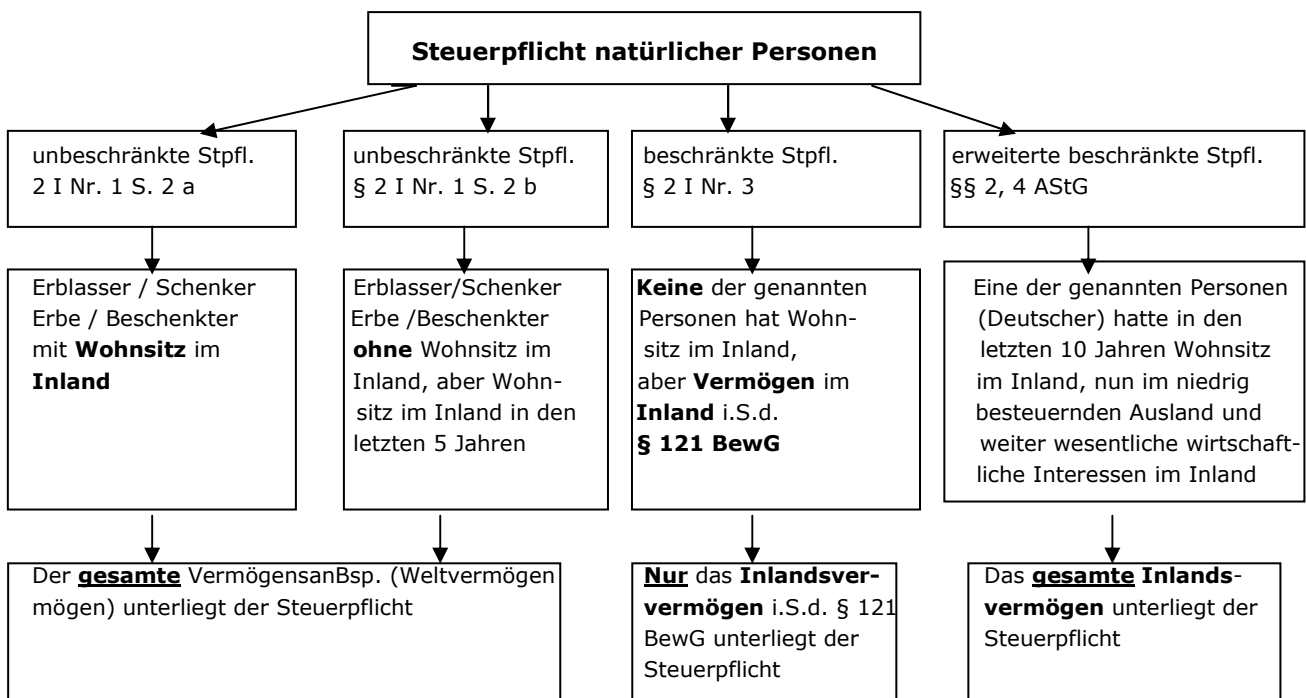 Steuerpflicht natürlicher Personen
unbeschränkte Stpfl.
2 I Nr. 1 S. 2 a
unbeschränkte Stpfl.
§ 2 I Nr. 1 S. 2 b
beschränkte Stpfl.
§ 2 I Nr. 3
erweiterte beschränkte Stpfl.
§§ 2, 4 AStG
Erblasser / Schenker
Erbe / Beschenkter
mit Wohnsitz im
Inland
Erblasser/Schenker
Erbe /Beschenkter
ohne Wohnsitz im
Inland, aber Wohn-
sitz im Inland in den
letzten 5 Jahren
Keine der genannten
Personen hat Wohn-
sitz im Inland,
aber Vermögen im
Inland i.S.d.
§ 121 BewG
Eine der genannten Personen
(Deutscher) hatte in den
letzten 10 Jahren Wohnsitz
im Inland, nun im niedrig
besteuernden Ausland und
weiter wesentliche wirtschaft-
liche Interessen im Inland
Der gesamte VermögensanBsp. (Weltvermögen
mögen) unterliegt der Steuerpflicht
Nur das Inlandsver-
vermögen i.S.d. § 121
BewG unterliegt der
Steuerpflicht
Das gesamte Inlands-
vermögen unterliegt der
Steuerpflicht